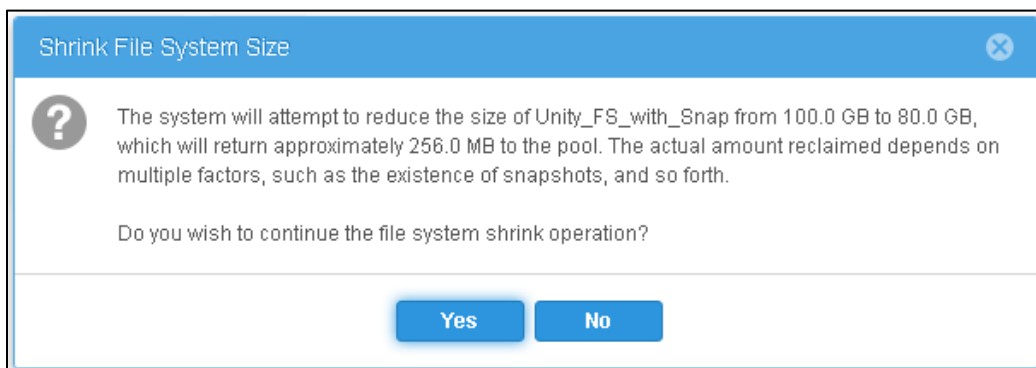 Shrink File System Size
?
The system will attempt to reduce the size of Unity_FS_with_Snap from 100.0 GB to 80.0 GB,
which will return approximately 256.0 MB to the pool. The actual amount reclaimed depends on
multiple factors, such as the existence of snapshots, and so forth.
Do you wish to continue the file system shrink operation?
Yes No